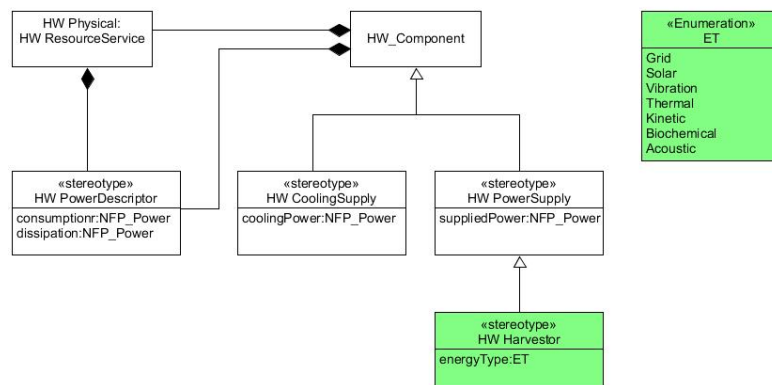 HW Physical:
HW ResourceService
HW_Component
«Enumeration»
ET
Grid
Solar
Vibration
Thermal
Kinetic
Biochemical
Acoustic
«stereotype»
HW PowerDescriptor
consumptionr:NFP_Power
dissipation:NFP_Power
«stereotype»
HW CoolingSupply
coolingPower:NFP_Power
«stereotype»
HW PowerSupply
suppliedPower:NFP_Power
«stereotype»
HW Harvestor
energyType:ET